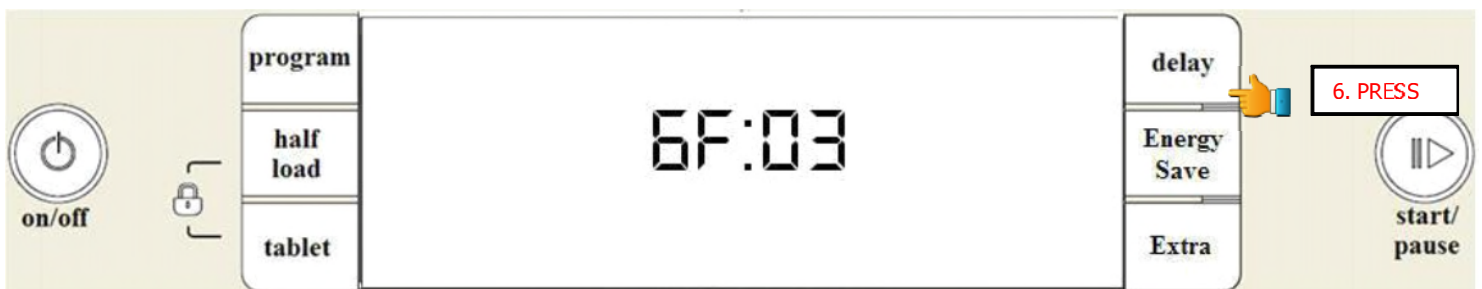 program
delay
6. PRESS
6F:03
half
load
Energy
Save
on/off
start/
pause
tablet
Extra